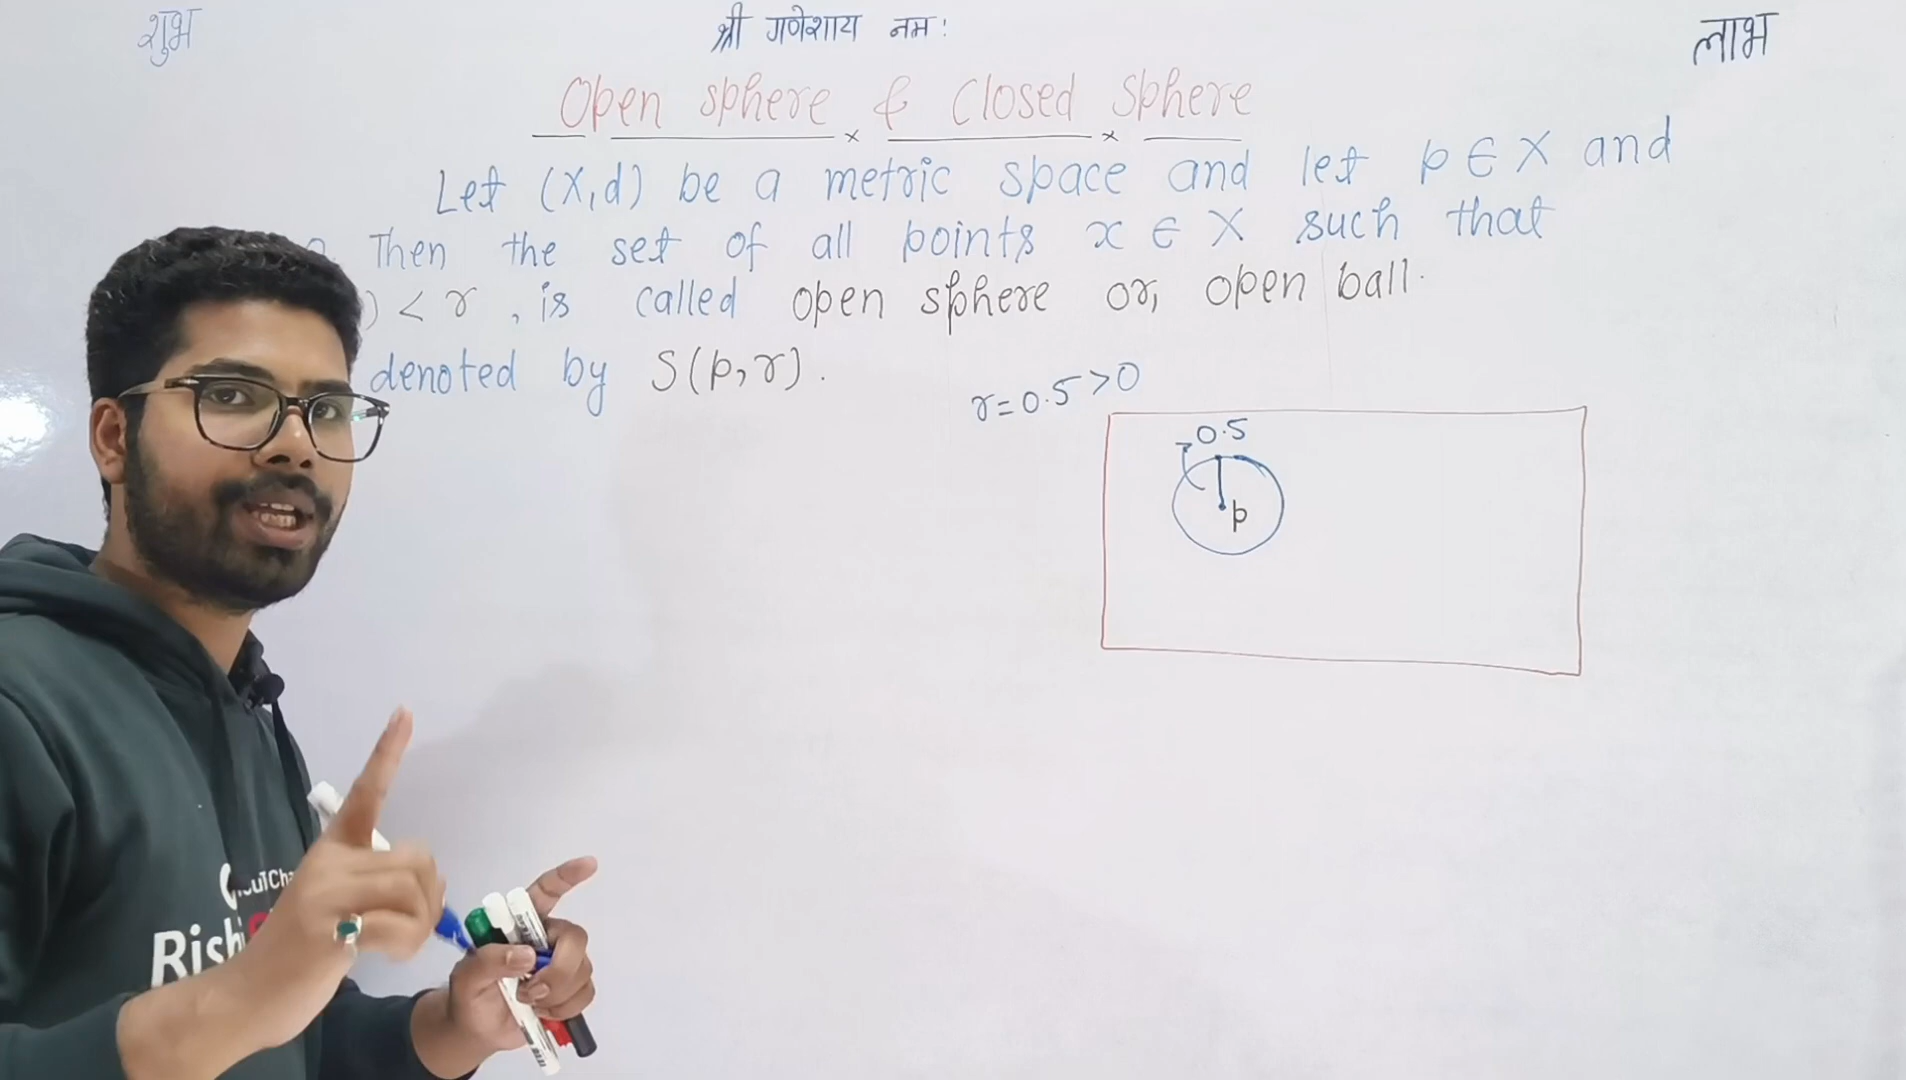 शुभ
श्री गणेशाय नमः
लाभ
Open sphere & Closed Sphere
Let (X,d) be a metric space and let p ∈ X and
Then the set of all points x ∈ X such that
) < r , is called open sphere or, open ball.
denoted by S(p,r).
r=0.5>0
0.5
p